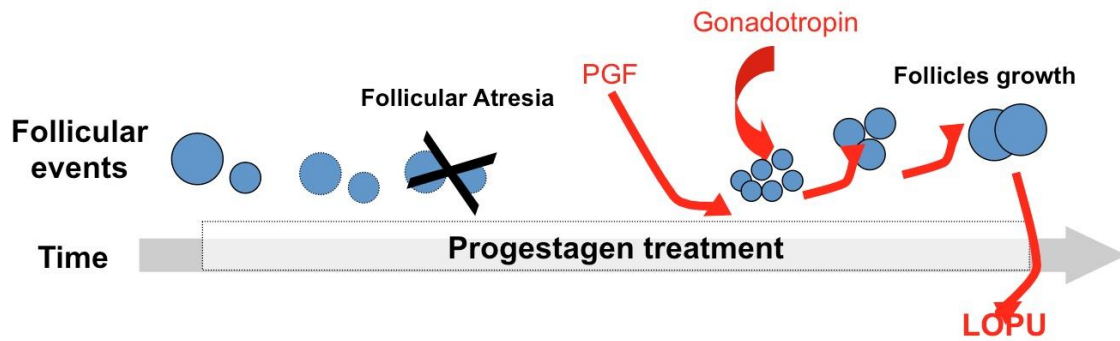 Gonadotropin
PGF
Follicles growth
Follicular Atresia
Follicular
events
Progestagen treatment
Time
LOPU